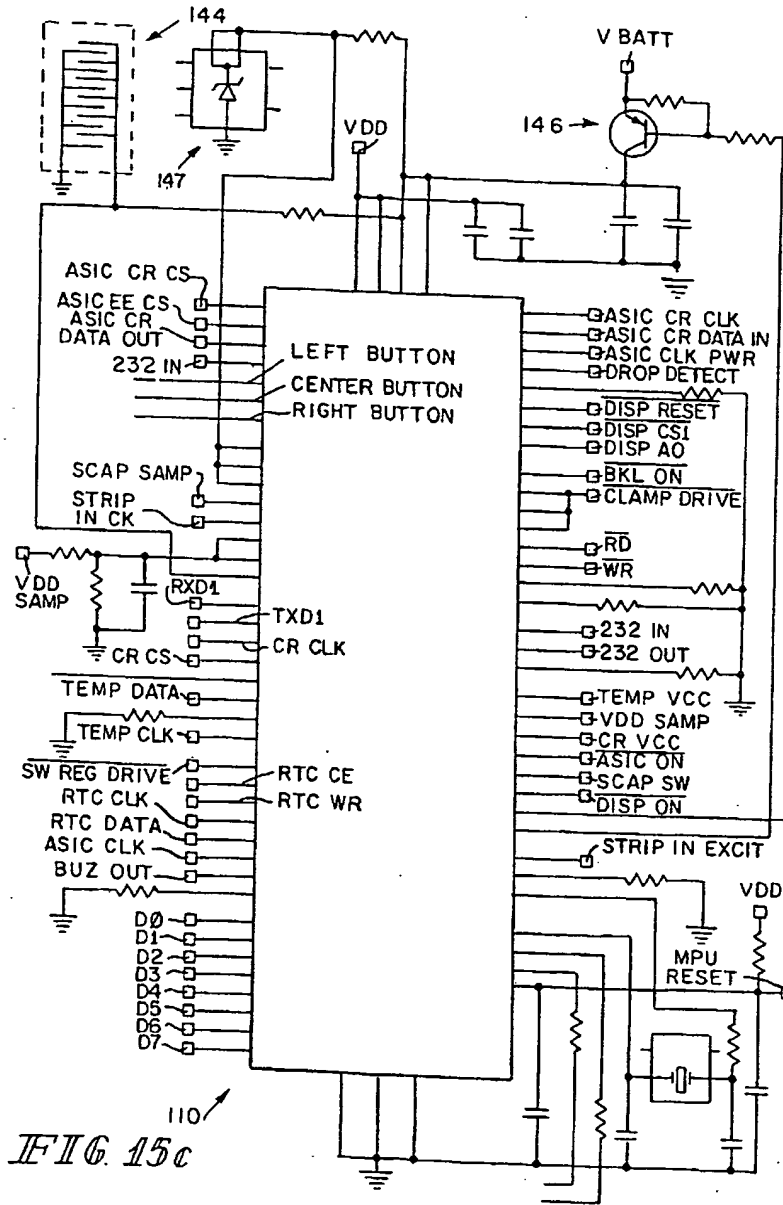 144
147
V BATT
146
VDD
ASIC CR CS
ASIC EE CS
ASIC CR
DATA OUT
232 IN
LEFT BUTTON
CENTER BUTTON
RIGHT BUTTON
SCAP SAMP
STRIP
IN CK
VDD
SAMP
RXD1
TXD1
CR CLK
CR CS
TEMP DATA
TEMP CLK
SW REG DRIVE
RTC CE
RTC CLK
RTC WR
RTC DATA
ASIC CLK
BUZ OUT
D0
D1
D2
D3
D4
D5
D6
D7
ASIC CR CLK
ASIC CR DATA IN
ASIC CLK PWR
DROP DETECT
DISP RESET
DISP CS1
DISP AO
BKL ON
CLAMP DRIVE
RD
WR
232 IN
232 OUT
TEMP VCC
VDD SAMP
CR VCC
ASIC ON
SCAP SW
DISP ON
STRIP IN EXCIT
VDD
MPU
RESET
110
FIG. 15c